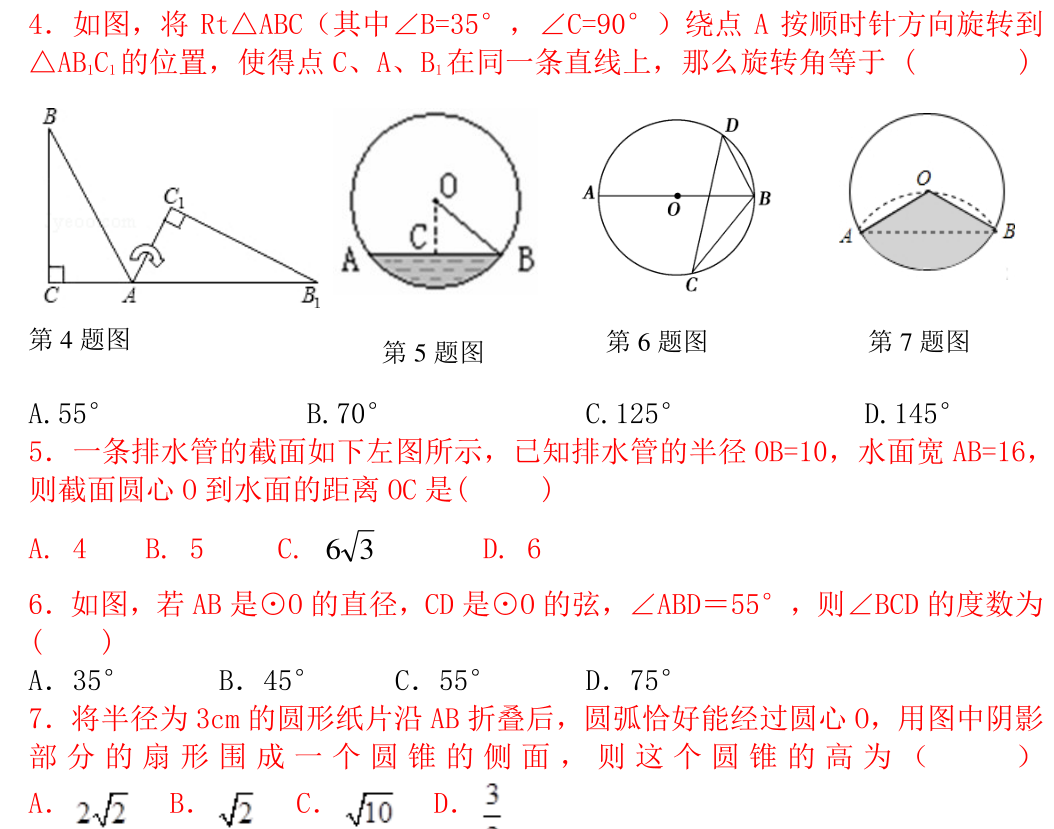 4. 如图，将 Rt△ABC（其中∠B=35°，∠C=90°）绕点 A 按顺时针方向旋转到
△AB₁C₁的位置，使得点 C、A、B₁在同一条直线上，那么旋转角等于（　　）
B
C₁
C
A
B₁
O
C
A
B
D
A
O
B
C
O
A
B
第 4 题图
第 5 题图
第 6 题图
第 7 题图
A.55°　B.70°　C.125°　D.145°
5. 一条排水管的截面如下左图所示，已知排水管的半径 OB=10，水面宽 AB=16，
则截面圆心 O 到水面的距离 OC 是(　　)
A. 4　B. 5　C. 6√3　D. 6
6. 如图，若 AB 是⊙O 的直径，CD 是⊙O 的弦，∠ABD＝55°，则∠BCD 的度数为
(　　)
A. 35°　B. 45°　C. 55°　D. 75°
7. 将半径为 3cm 的圆形纸片沿 AB 折叠后，圆弧恰好能经过圆心 O，用图中阴影
部分的扇形围成一个圆锥的侧面，则这个圆锥的高为（　　）
A. 2√2　B. √2　C. √10　D. 3